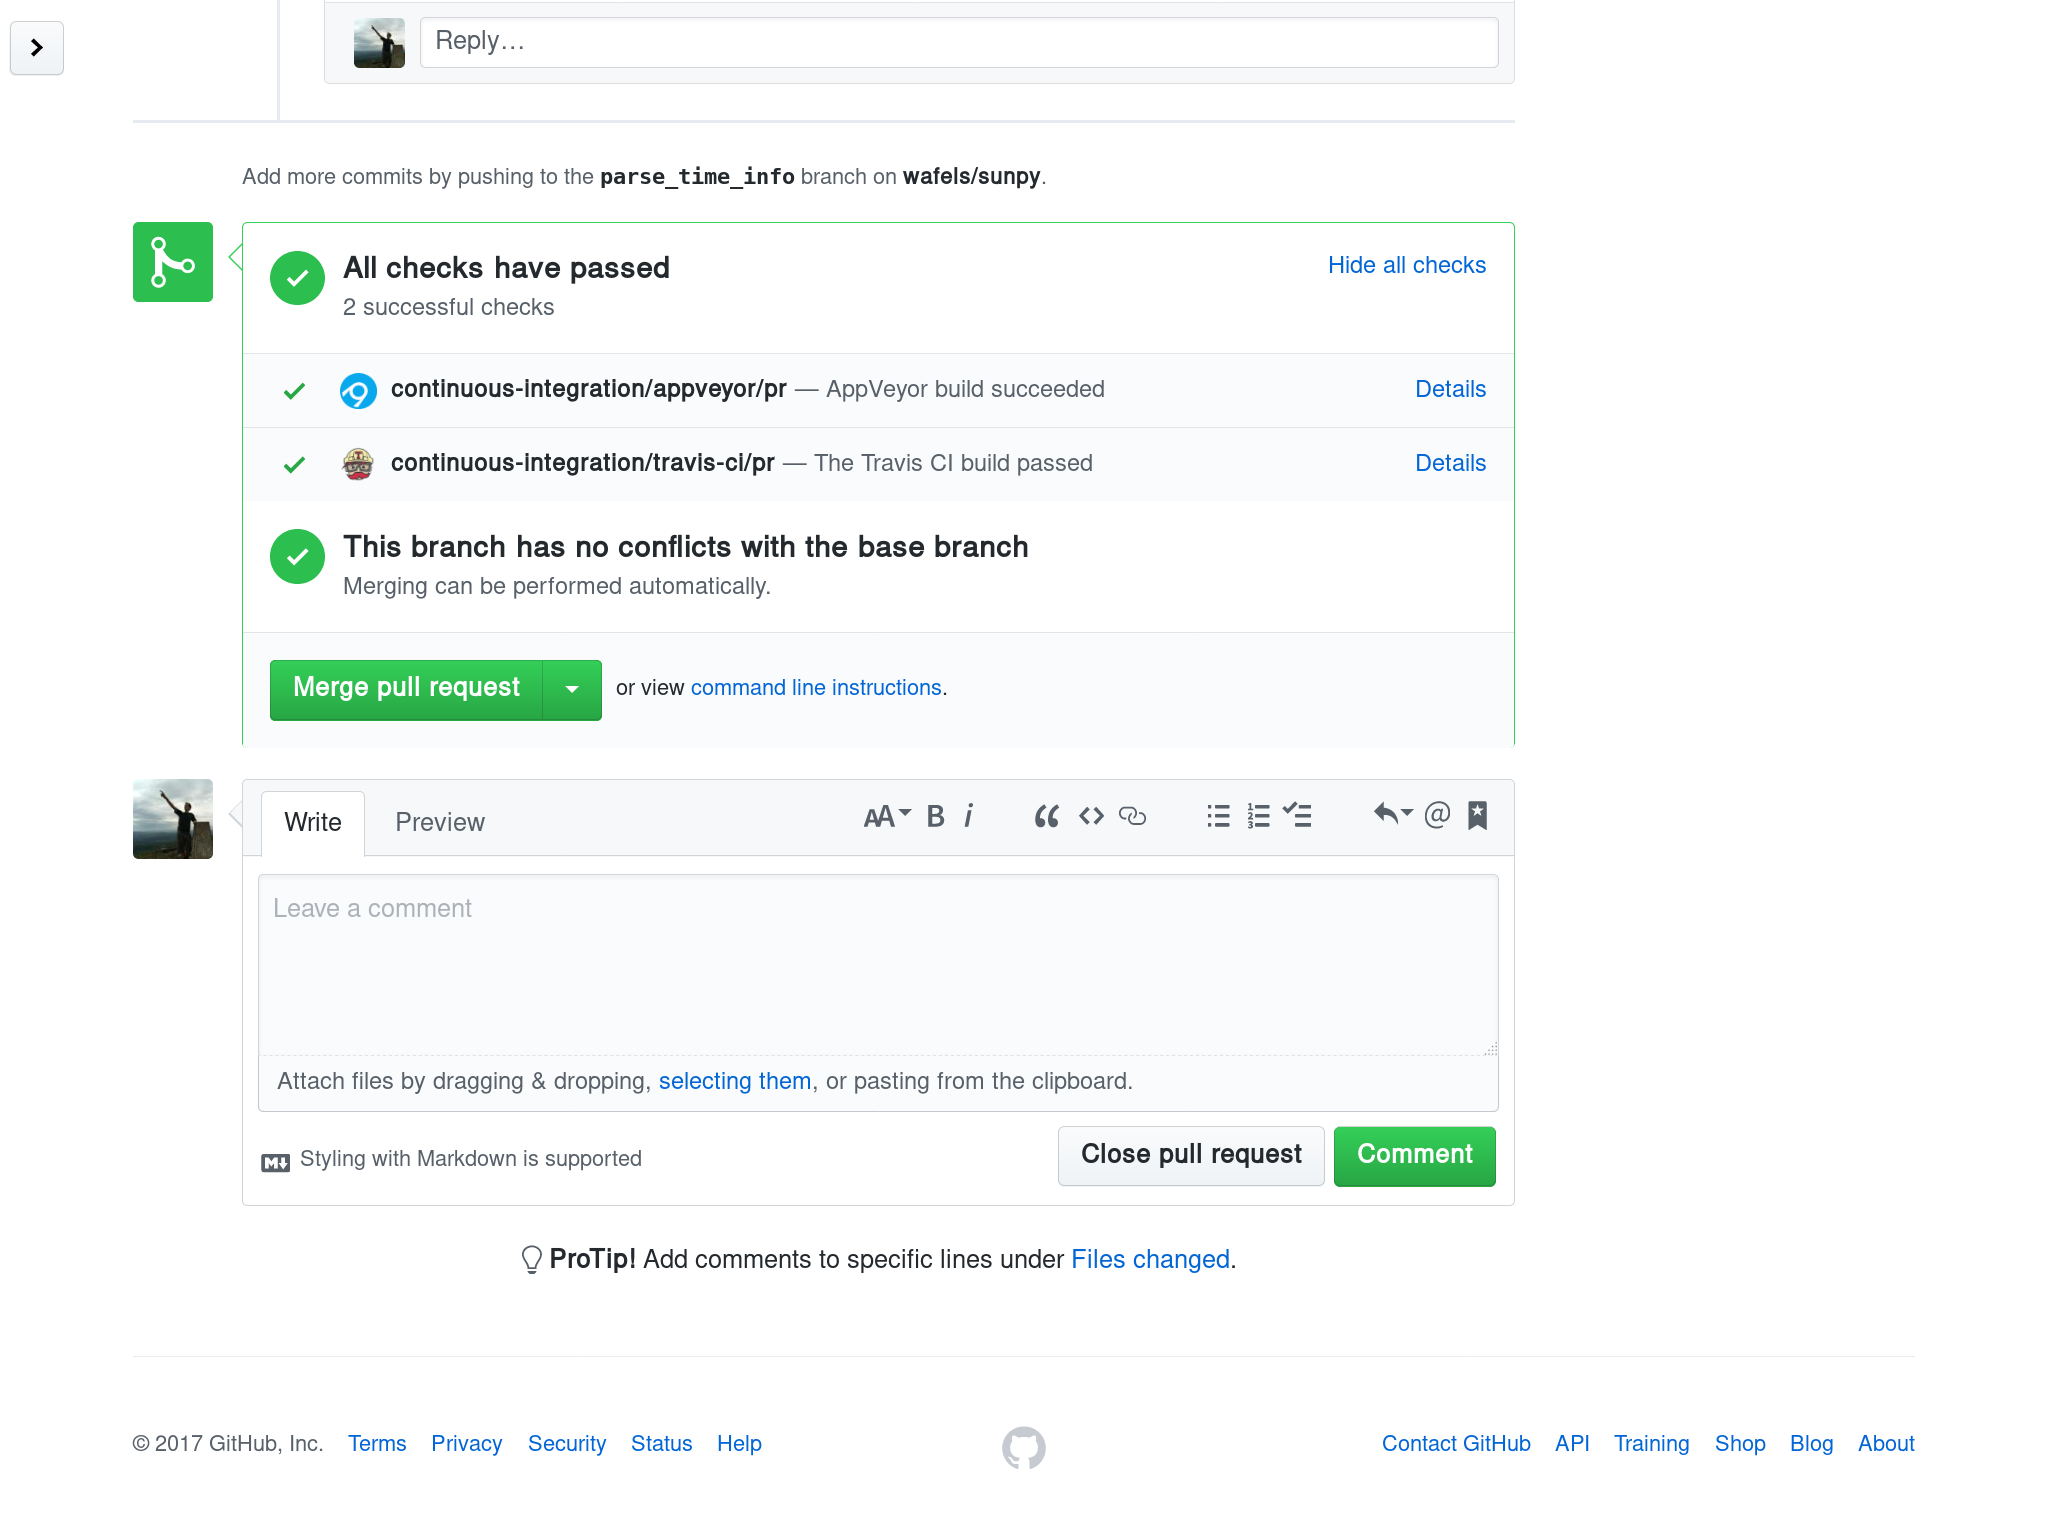 Reply…
Add more commits by pushing to the parse_time_info branch on wafels/sunpy.
All checks have passed
Hide all checks
2 successful checks
continuous-integration/appveyor/pr — AppVeyor build succeeded
Details
continuous-integration/travis-ci/pr — The Travis CI build passed
Details
This branch has no conflicts with the base branch
Merging can be performed automatically.
Merge pull request
or view command line instructions.
Write
Preview
Leave a comment
Attach files by dragging & dropping, selecting them, or pasting from the clipboard.
Styling with Markdown is supported
Close pull request
Comment
ProTip! Add comments to specific lines under Files changed.
© 2017 GitHub, Inc. Terms Privacy Security Status Help
Contact GitHub API Training Shop Blog About